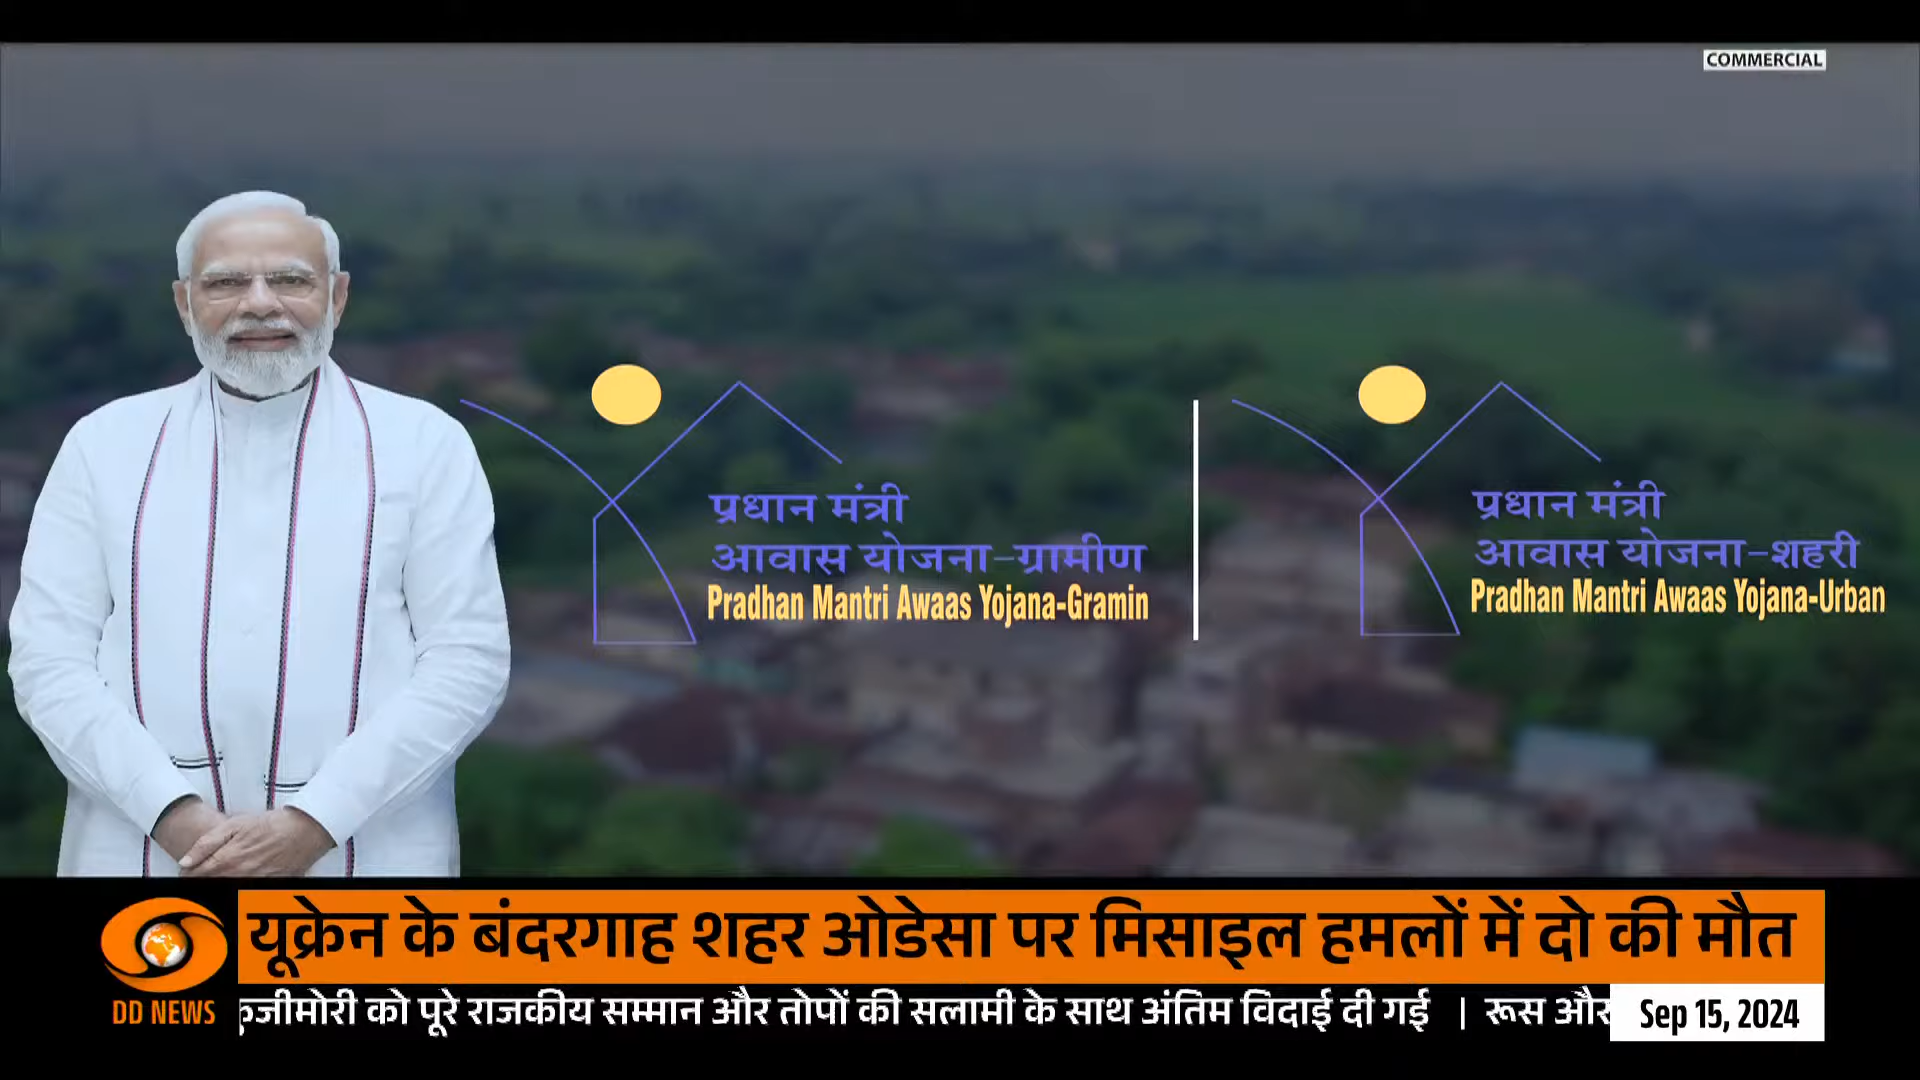 COMMERCIAL
प्रधान मंत्री
आवास योजना-ग्रामीण
Pradhan Mantri Awaas Yojana-Gramin
प्रधान मंत्री
आवास योजना-शहरी
Pradhan Mantri Awaas Yojana-Urban
यूक्रेन के बंदरगाह शहर ओडेसा पर मिसाइल हमलों में दो की मौत
DD NEWS
को पूरे राजकीय सम्मान और तोपों की सलामी के साथ अंतिम विदाई दी गई | रूस और
Sep 15, 2024